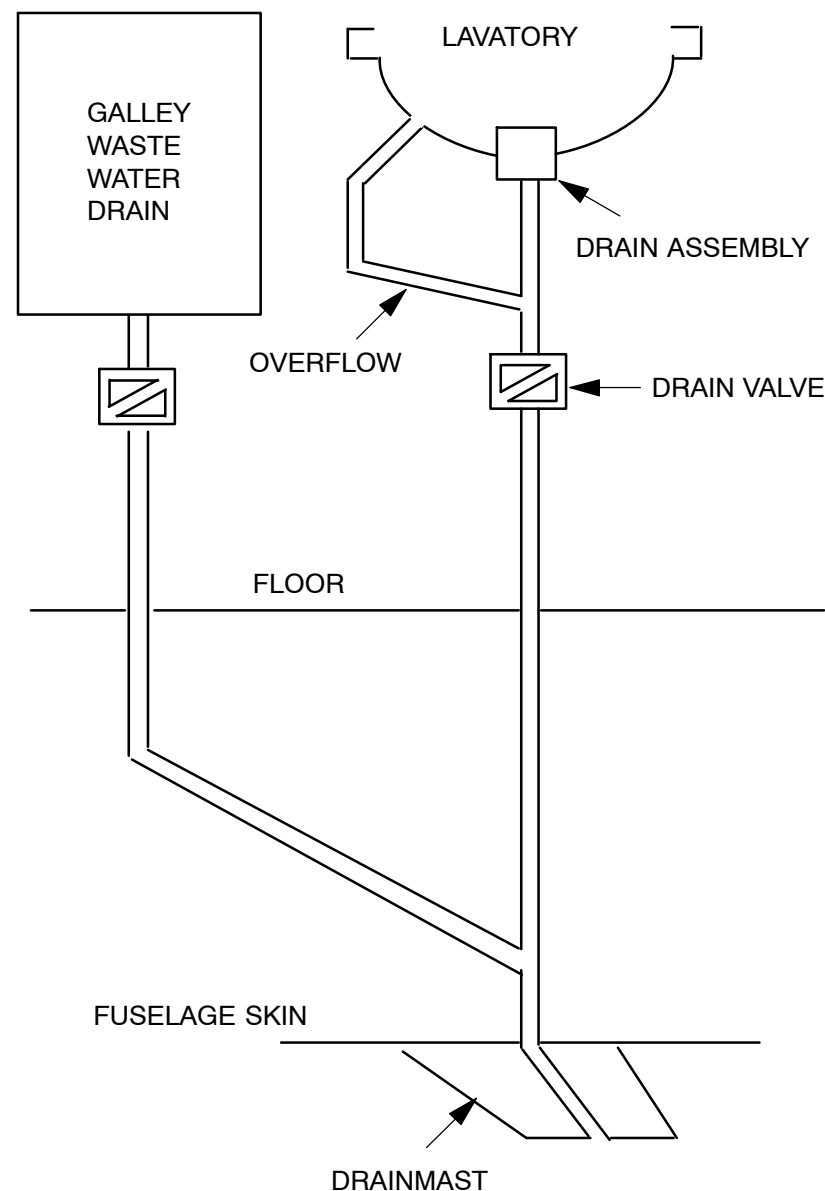 GALLEY
WASTE
WATER
DRAIN
LAVATORY
DRAIN ASSEMBLY
OVERFLOW
DRAIN VALVE
FLOOR
FUSELAGE SKIN
DRAINMAST